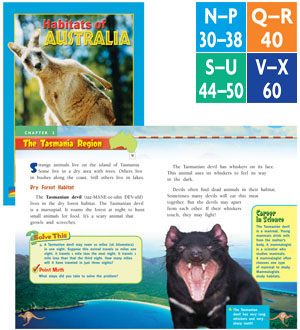 Habitats of
AUSTRALIA
N–P
30–38
Q–R
40
S–U
44–50
V–X
60
CHAPTER 1
The Tasmania Region
Strange animals live on the island of Tasmania.
Some live in a dry area with trees. Others live
in bushes along the coast. Still others live in lakes.
Dry Forest Habitat
The Tasmanian devil (taz-MANE-ee-uhn DEV-uhl)
lives in the dry forest habitat. The Tasmanian devil
is a marsupial. It roams the forest at night to hunt
small animals for food. It's a scary animal that
growls and screeches.
The Tasmanian devil has whiskers on its face.
This animal uses its whiskers to feel its way
in the dark.
Devils often find dead animals in their habitat.
Sometimes many devils will eat this meat
together. But the devils may stay apart
from each other. If their whiskers
touch, they may fight!
Solve This
Point Math
What steps did you take to solve the problem?
Career
in Science
The Tasmanian devil
has very long
whiskers and very
sharp teeth!